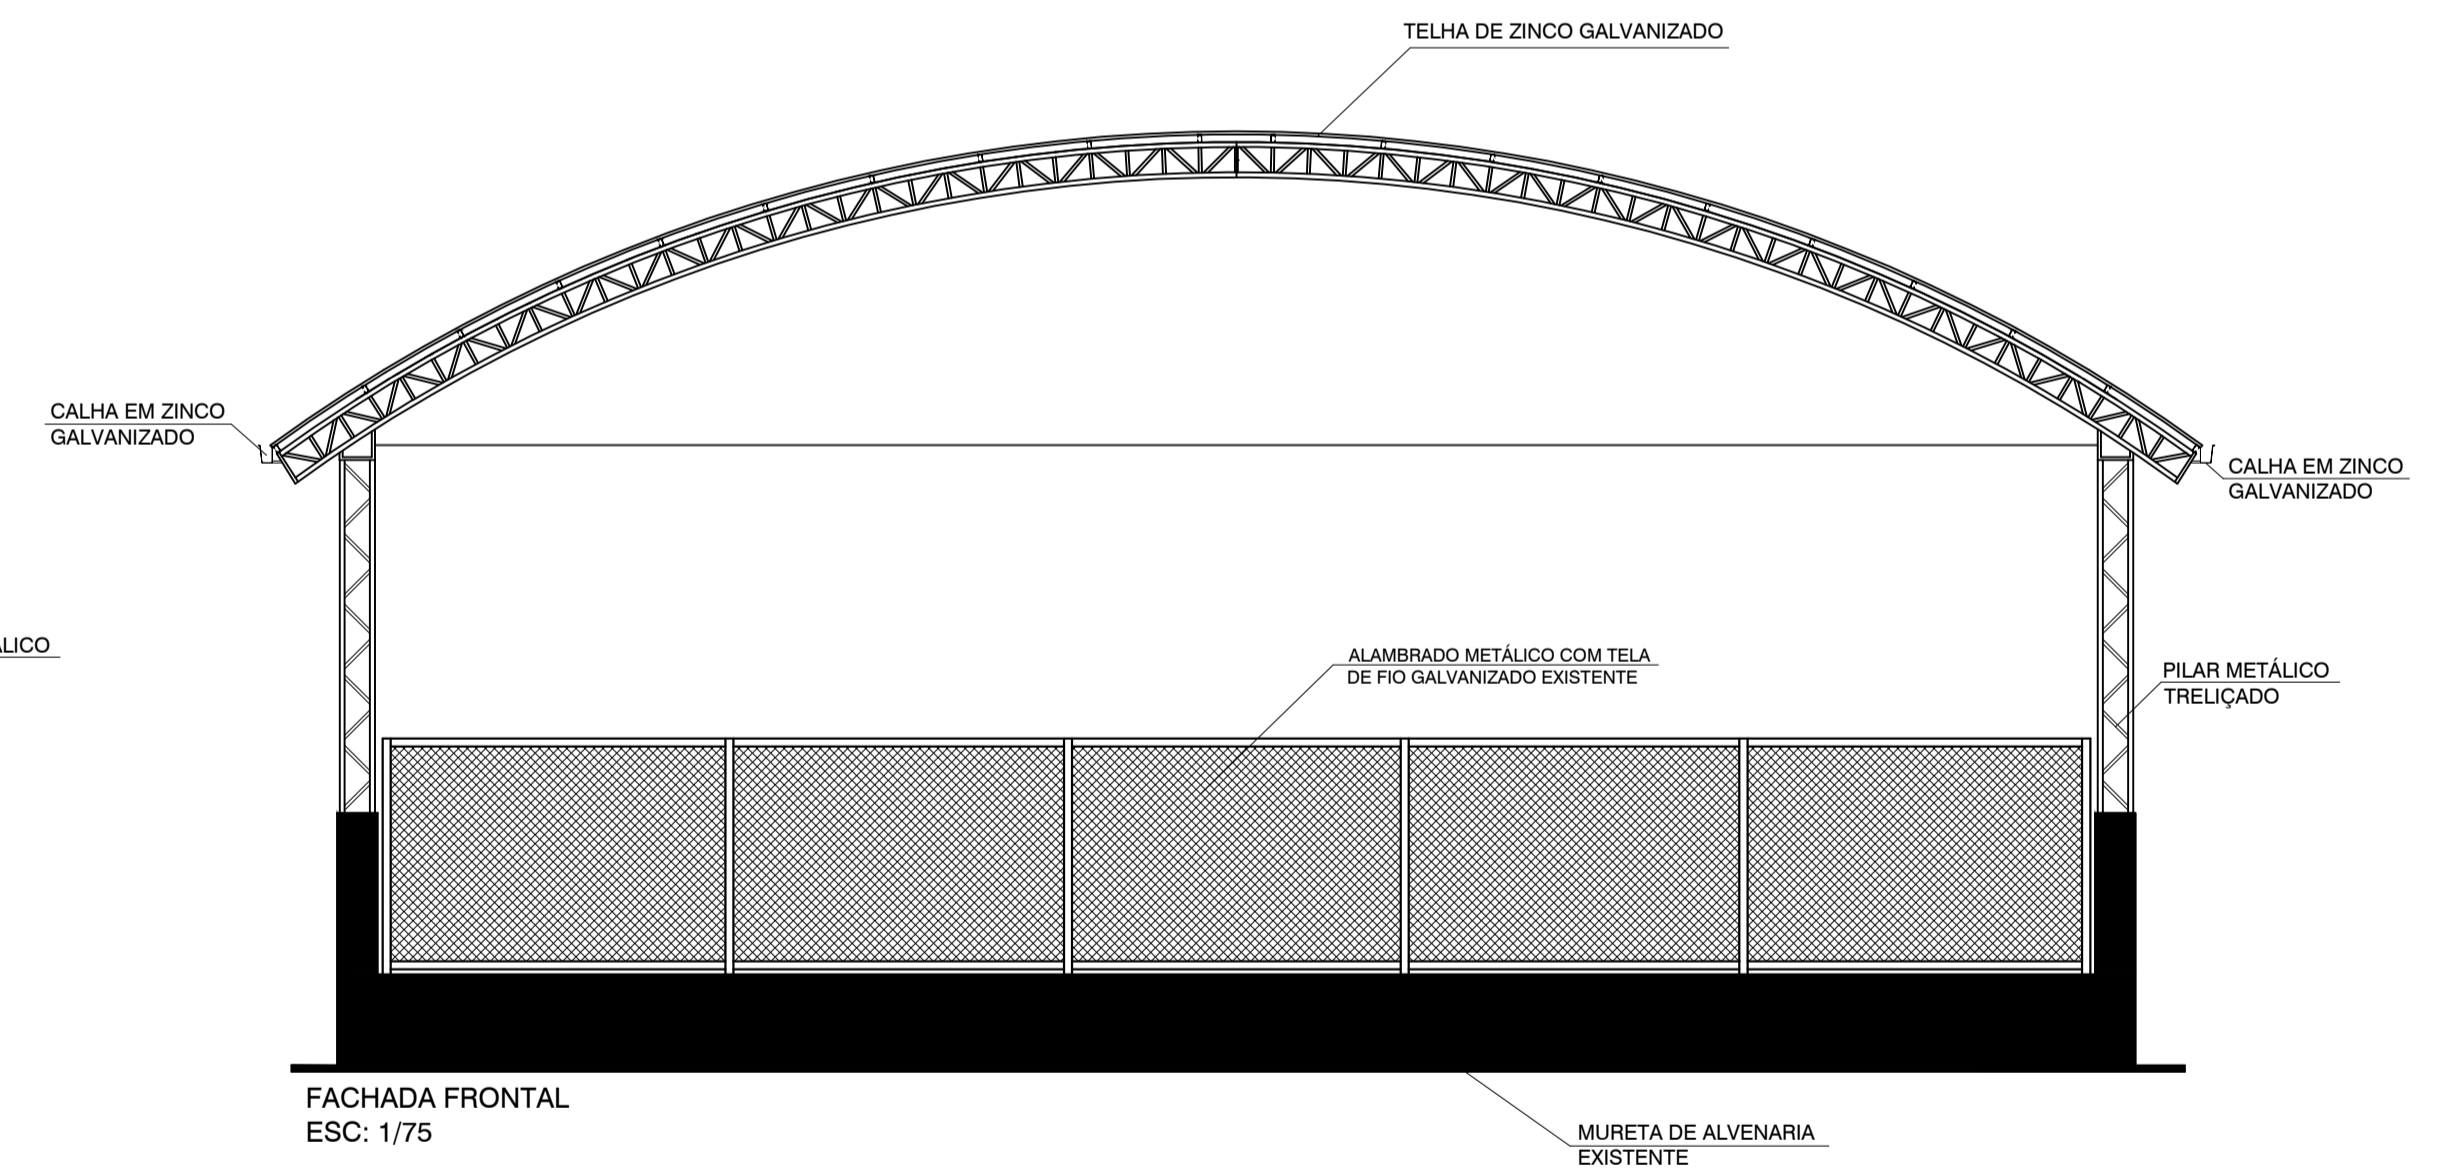 TELHA DE ZINCO GALVANIZADO
CALHA EM ZINCO
GALVANIZADO
CALHA EM ZINCO
GALVANIZADO
ALICO
ALAMBRADO METÁLICO COM TELA
DE FIO GALVANIZADO EXISTENTE
PILAR METÁLICO
TRELIÇADO
FACHADA FRONTAL
ESC: 1/75
MURETA DE ALVENARIA
EXISTENTE